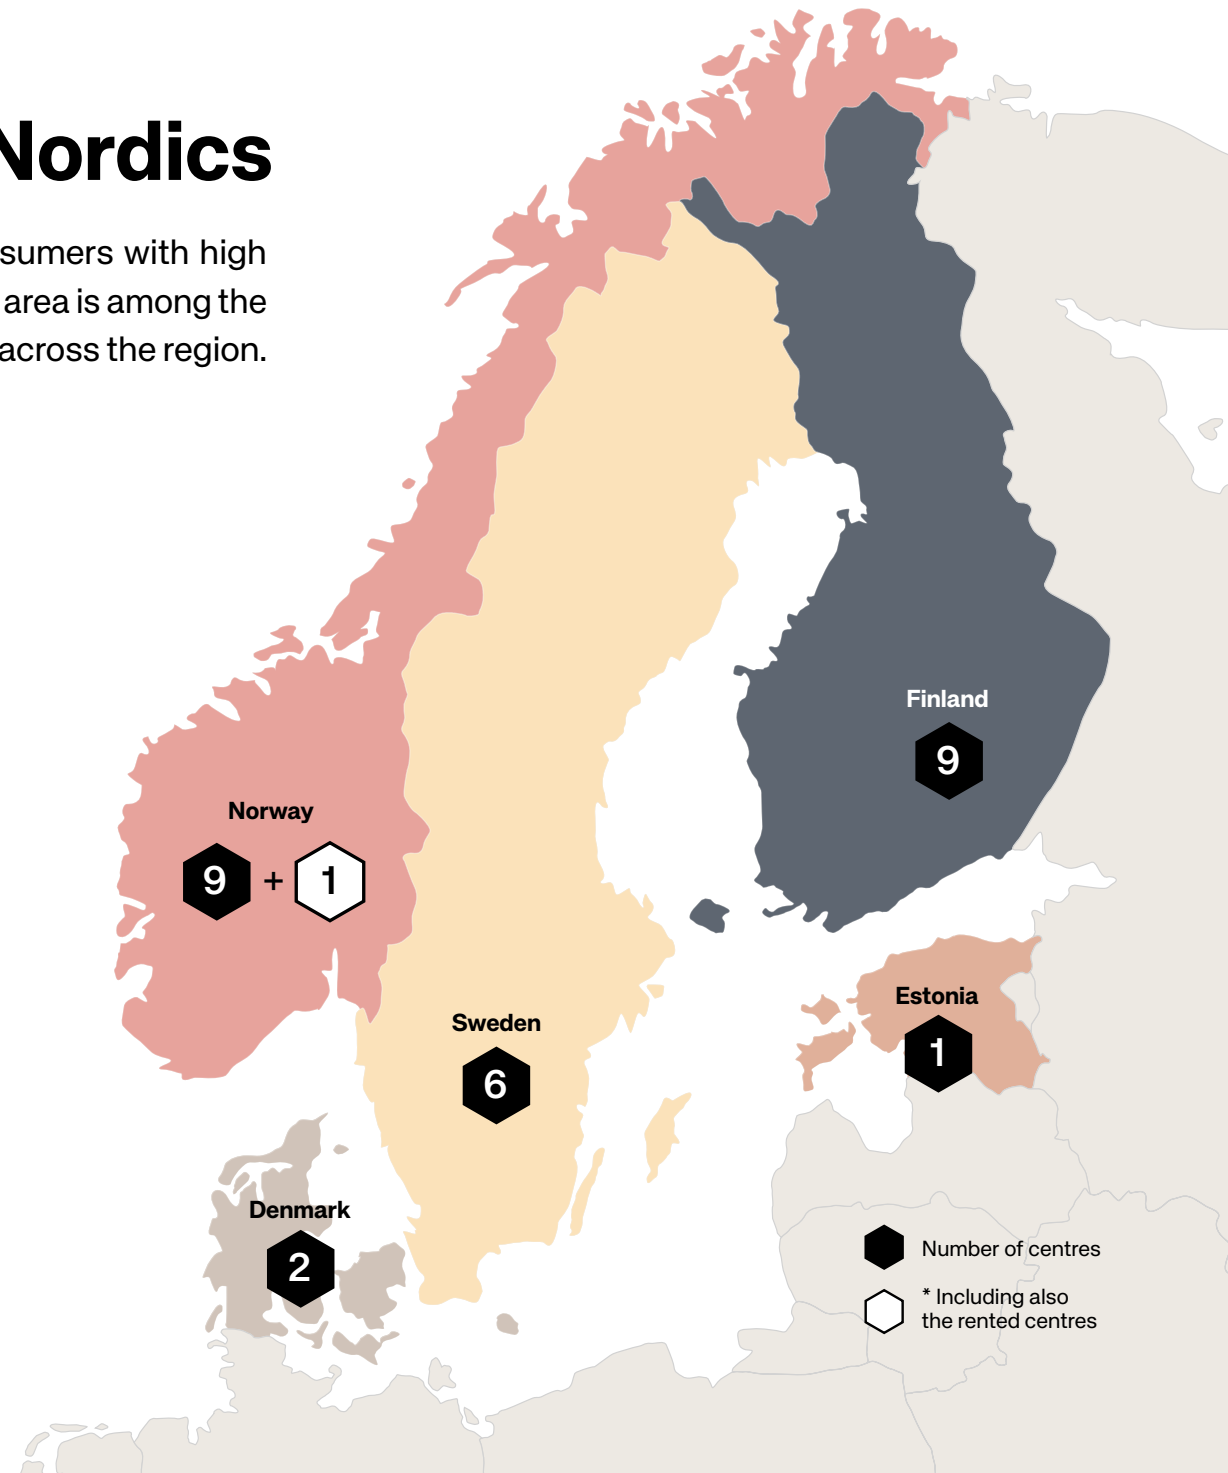 Nordics
sumers with high
area is among the
across the region.
Finland
9
Norway
9 + 1
Estonia
1
Sweden
6
Denmark
2
Number of centres
* Including also
the rented centres